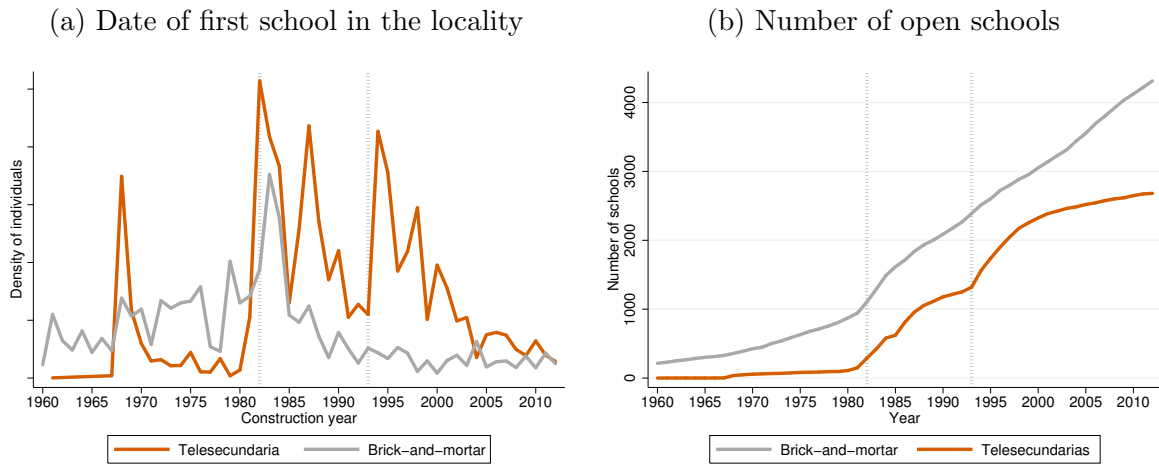 (a) Date of first school in the locality
Density of individuals
1960 1965 1970 1975 1980 1985 1990 1995 2000 2005 2010
Construction year
Telesecundaria Brick−and−mortar
(b) Number of open schools
Number of schools
4000
3000
2000
1000
0
1960 1965 1970 1975 1980 1985 1990 1995 2000 2005 2010
Year
Brick−and−mortar Telesecundarias